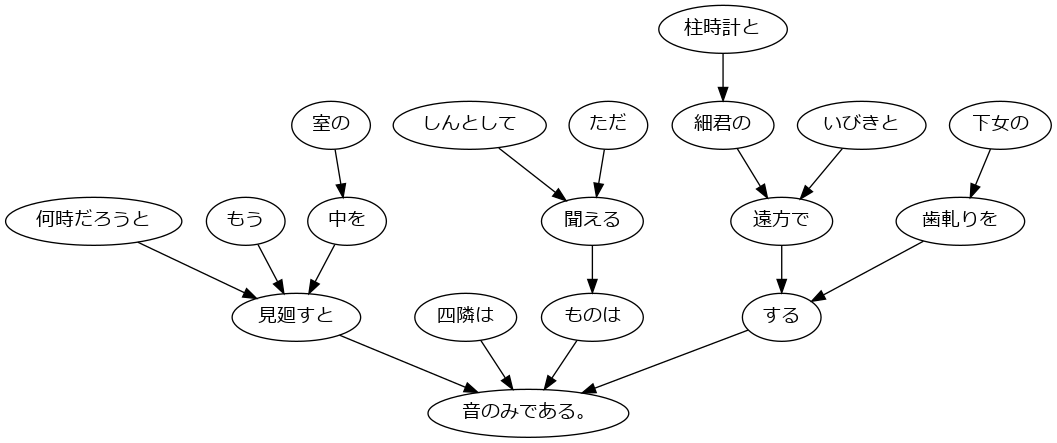 柱時計と
室の
しんとして
ただ
細君の
いびきと
下女の
何時だろうと
もう
中を
聞える
遠方で
歯軋りを
見廻すと
四隣は
ものは
する
音のみである。